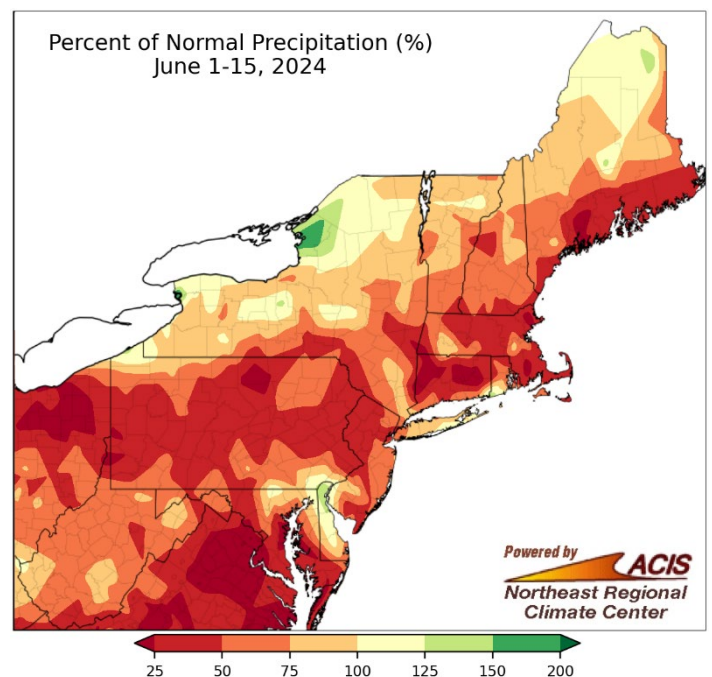 Percent of Normal Precipitation (%)
June 1-15, 2024
Powered by
ACIS
Northeast Regional
Climate Center
25 50 75 100 125 150 200